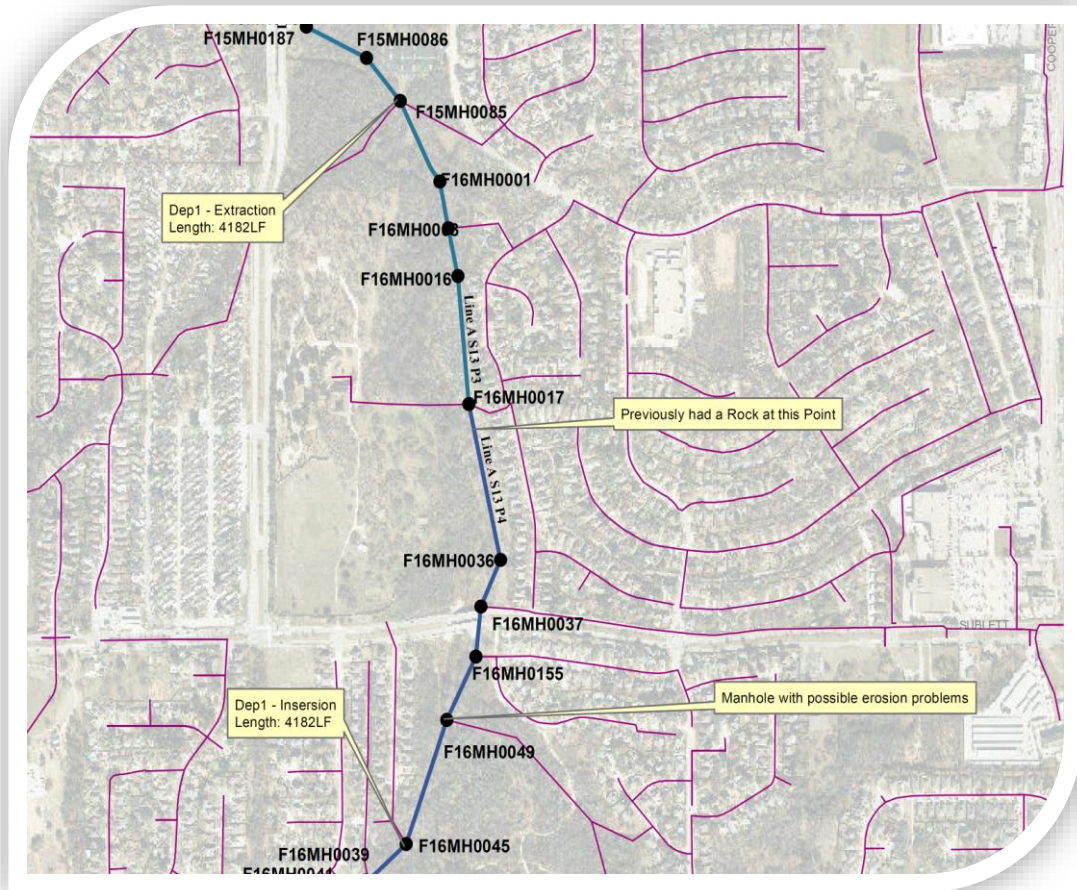 F15MH0187
F15MH0086
COOPER
F15MH0085
F16MH0001
Dep1 - Extraction
Length: 4182LF
F16MH0016
Line A S13 P3
F16MH0017
Previously had a Rock at this Point
Line A S13 P4
F16MH0036
F16MH0037
SUBLETT
F16MH0155
Manhole with possible erosion problems
Dep1 - Insersion
Length: 4182LF
F16MH0049
F16MH0045
F16MH0039
F16MH0041